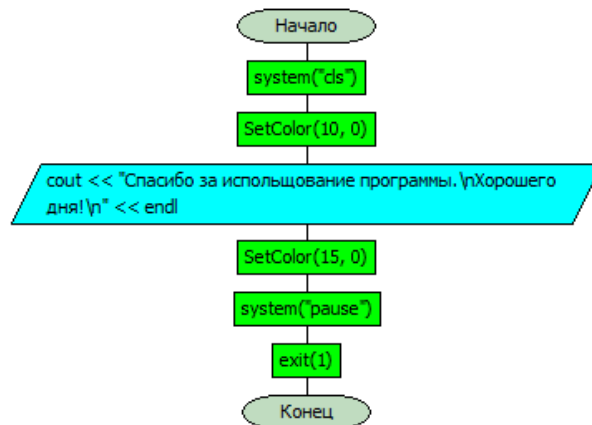 Начало
system("cls")
SetColor(10, 0)
cout << "Спасибо за испольщование программы.\nХорошего
дня!\n" << endl
SetColor(15, 0)
system("pause")
exit(1)
Конец